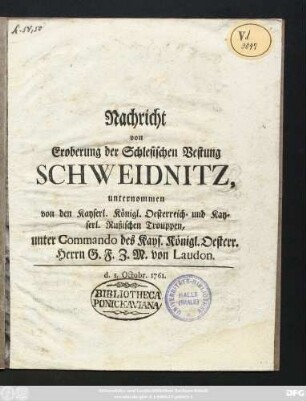 Nachricht
von
Eroberung der Schlesischen Vestung
SCHWEIDNITZ,
unternommen
von den Kayserl. Königl. Oesterreich- und Kay-
serl. Rußischen Trouppen,
unter Commando des Kays. Königl. Oesterr.
Herrn G. F. Z. M. von Laudon.
d. 1. Octobr. 1761.
BIBLIOTHECA
PONICKAVIANA